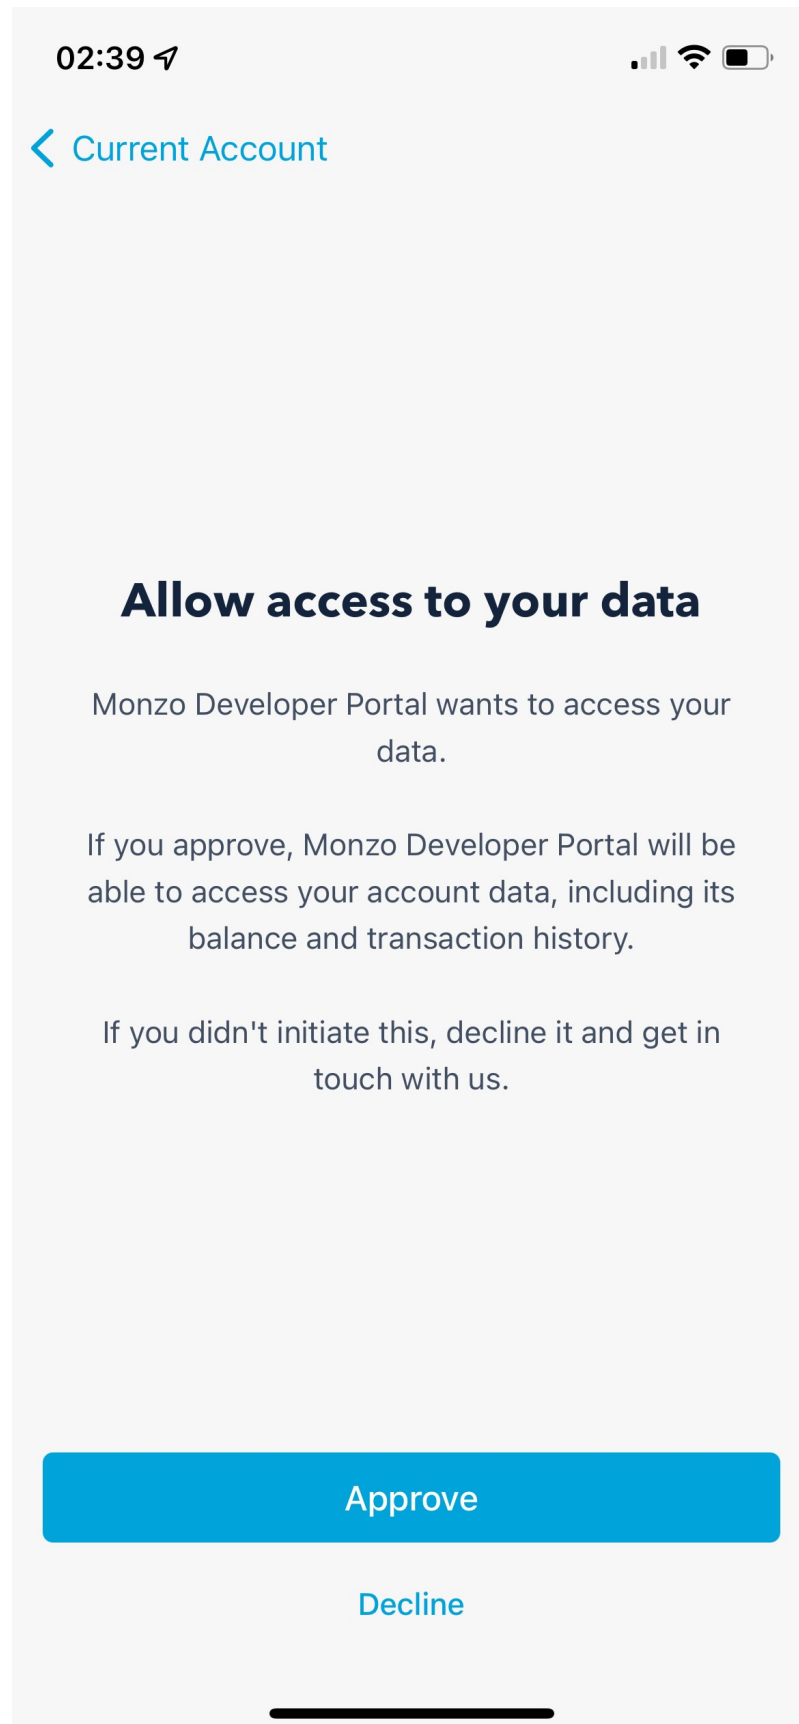 02:39
Current Account
Allow access to your data
Monzo Developer Portal wants to access your
data.
If you approve, Monzo Developer Portal will be
able to access your account data, including its
balance and transaction history.
If you didn't initiate this, decline it and get in
touch with us.
Approve
Decline